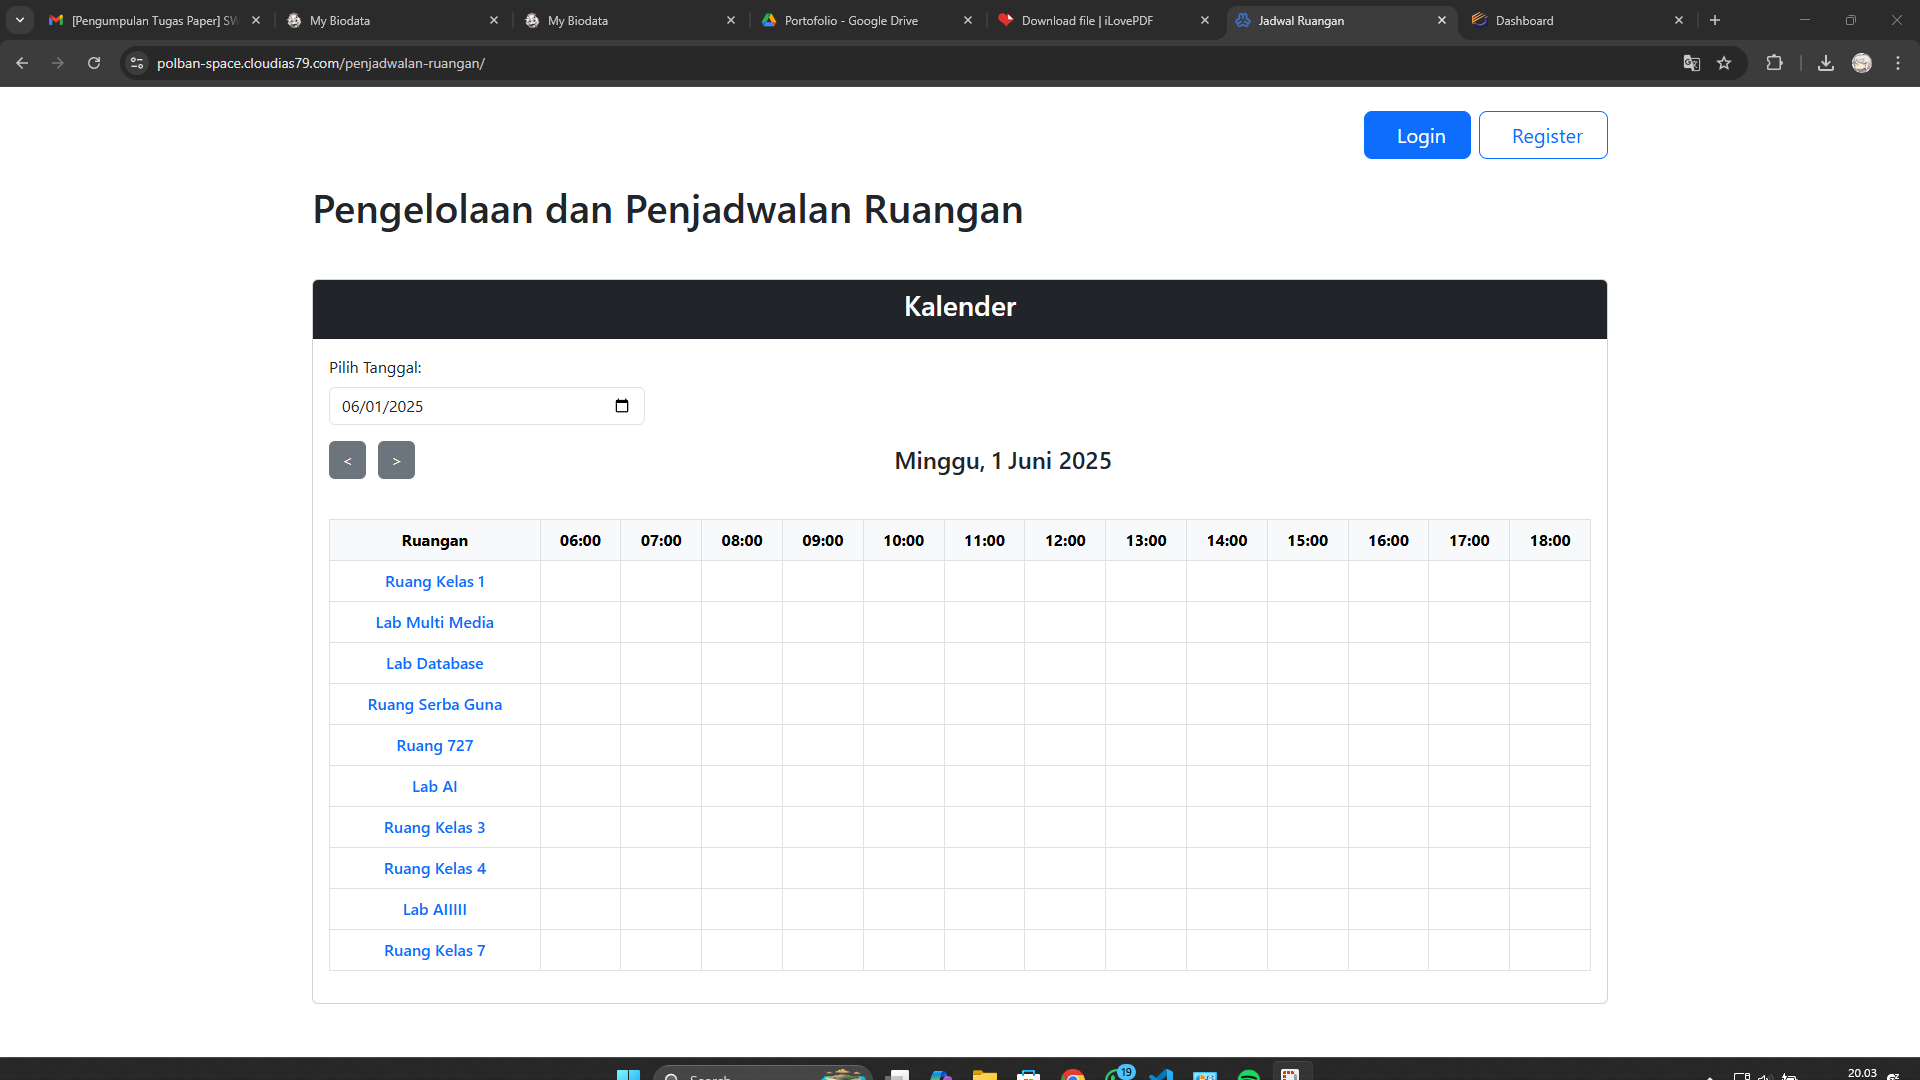 [Pengumpulan Tugas Paper] SW
My Biodata
My Biodata
Portofolio - Google Drive
Download file | iLovePDF
Jadwal Ruangan
Dashboard
polban-space.cloudias79.com/penjadwalan-ruangan/
Login
Register
Pengelolaan dan Penjadwalan Ruangan
Kalender
Pilih Tanggal:
06/01/2025
< >
Minggu, 1 Juni 2025
Ruangan 06:00 07:00 08:00 09:00 10:00 11:00 12:00 13:00 14:00 15:00 16:00 17:00 18:00
Ruang Kelas 1
Lab Multi Media
Lab Database
Ruang Serba Guna
Ruang 727
Lab AI
Ruang Kelas 3
Ruang Kelas 4
Lab AIIIII
Ruang Kelas 7
Search
19
20.03